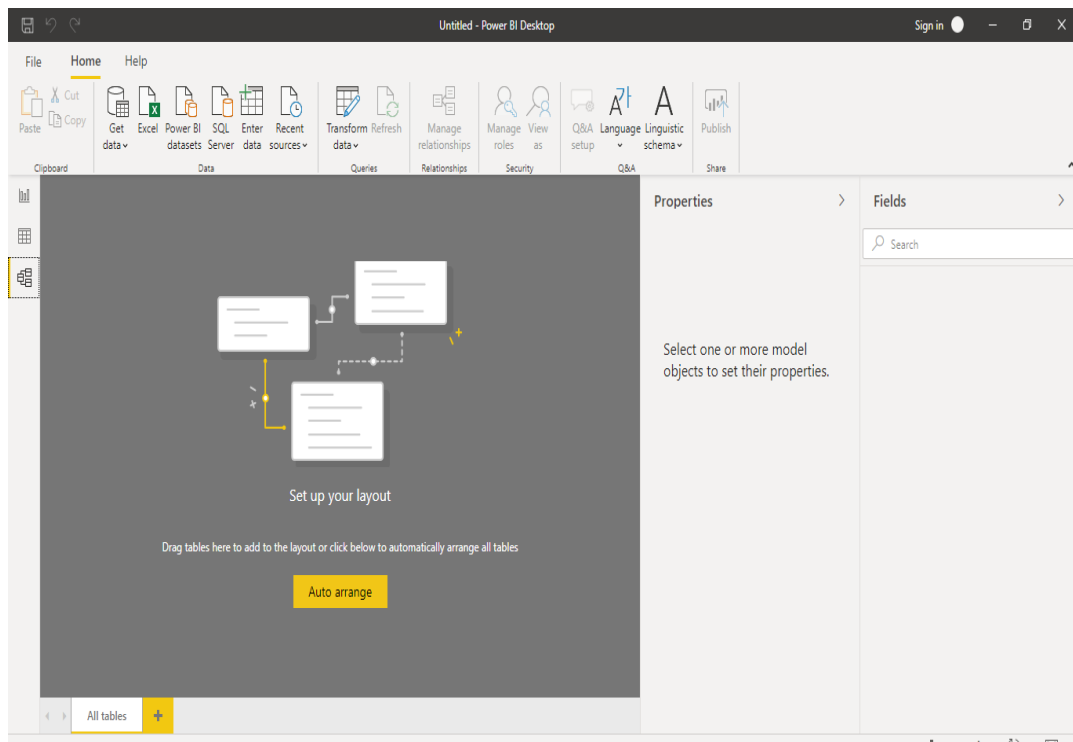 Untitled - Power BI Desktop
Sign in
File Home Help
Paste
Cut
Copy
Clipboard
Get data
Excel
Power BI datasets
SQL Server
Enter data
Recent sources
Data
Transform data
Refresh
Queries
Manage relationships
Relationships
Manage roles
View as
Security
Q&A setup
Language
Linguistic schema
Q&A
Publish
Share
Set up your layout
Drag tables here to add to the layout or click below to automatically arrange all tables
Auto arrange
All tables
Properties
Select one or more model
objects to set their properties.
Fields
Search